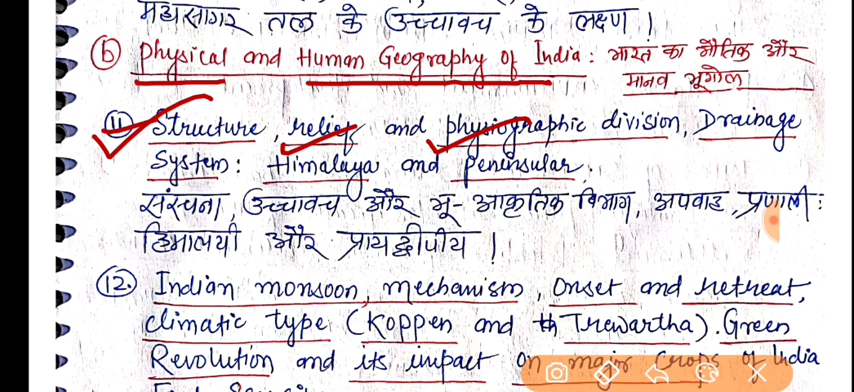 महासागर तल के उच्चावच के लक्षण।
(b) Physical and Human Geography of India: भारत का भौतिक और
मानव भूगोल
(11) Structure, relief and physiographic division, Drainage
System: Himalaya and Peninsular.
संरचना, उच्चावच और भू-आकृतिक विभाग, अपवाह, प्रणाली:
हिमालयी और प्रायद्वीपीय।
(12.) Indian monsoon, mechanism, onset and retreat,
climatic type (Koppen and th Trewartha). Green
Revolution and its impact on major crops of India